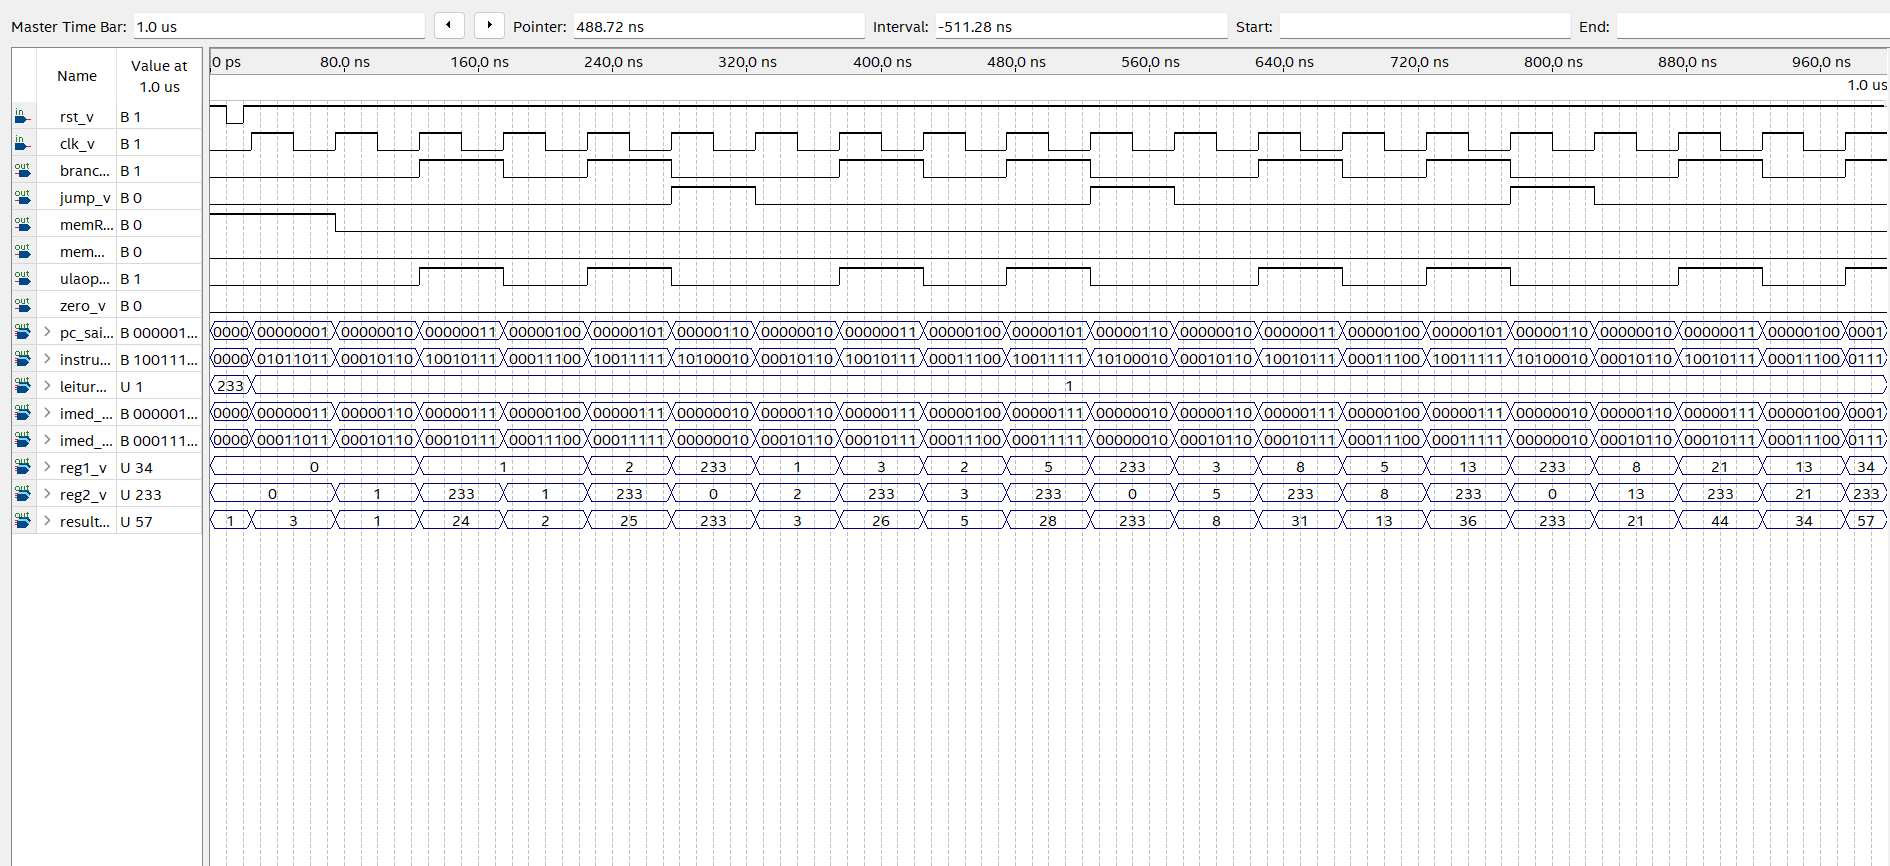 Master Time Bar: 1.0 us Pointer: 488.72 ns Interval: -511.28 ns Start: End:
Name Value at 1.0 us
0 ps 80.0 ns 160.0 ns 240.0 ns 320.0 ns 400.0 ns 480.0 ns 560.0 ns 640.0 ns 720.0 ns 800.0 ns 880.0 ns 960.0 ns
1.0 us
in rst_v B 1
in clk_v B 1
out branc... B 1
out jump_v B 0
out memR... B 0
out mem... B 0
out ulaop... B 1
out zero_v B 0
out pc_sai... B 000001... 0000 00000001 00000010 00000011 00000100 00000101 00000110 00000010 00000011 00000100 00000101 00000110 00000010 00000011 00000100 00000101 00000110 00000010 00000011 00000100 0001
out instru... B 100111... 0000 01011011 00010110 10010111 00011100 10011111 10100010 00010110 10010111 00011100 10011111 10100010 00010110 10010111 00011100 10011111 10100010 00010110 10010111 00011100 0111
out leitur... U 1 233 1
out imed_... B 000001... 0000 00000011 00000110 00000111 00000100 00000111 00000010 00000110 00000111 00000100 00000111 00000010 00000110 00000111 00000100 00000111 00000010 00000110 00000111 00000100 0001
out imed_... B 000111... 0000 00011011 00010110 00010111 00011100 00011111 00000010 00010110 00010111 00011100 00011111 00000010 00010110 00010111 00011100 00011111 00000010 00010110 00010111 00011100 0111
out reg1_v U 34 0 1 2 233 1 3 2 5 233 3 8 5 13 233 8 21 13 34
out reg2_v U 233 0 1 233 1 233 0 2 233 3 233 0 5 233 8 233 0 13 233 21 233
out result... U 57 1 3 1 24 2 25 233 3 26 5 28 233 8 31 13 36 233 21 44 34 57